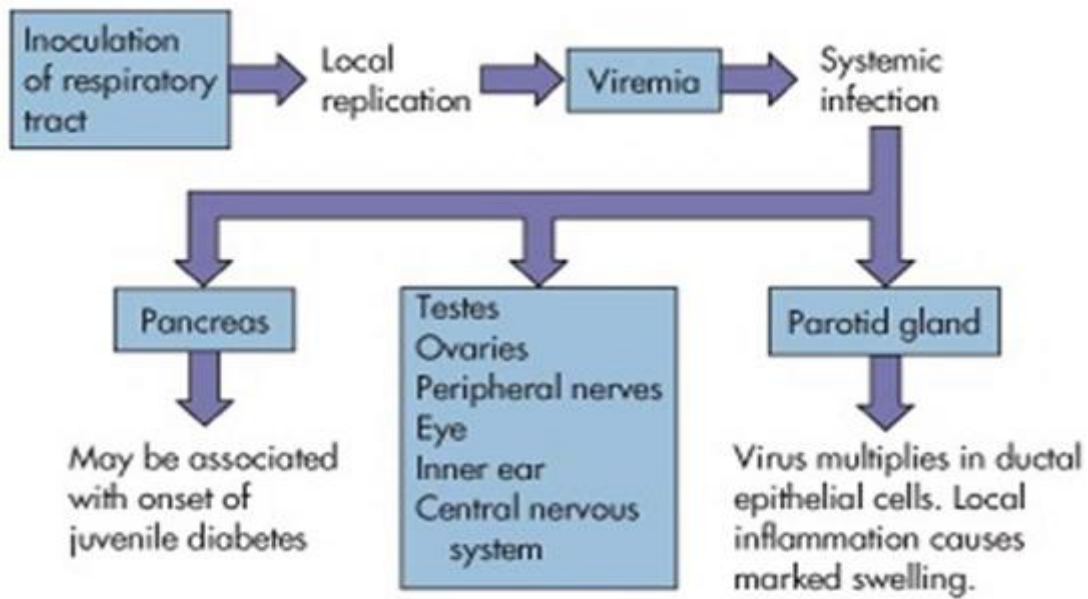 Inoculation
of respiratory
tract
Local
replication
Viremia
Systemic
infection
Pancreas
May be associated
with onset of
juvenile diabetes
Testes
Ovaries
Peripheral nerves
Eye
Inner ear
Central nervous
system
Parotid gland
Virus multiplies in ductal
epithelial cells. Local
inflammation causes
marked swelling.